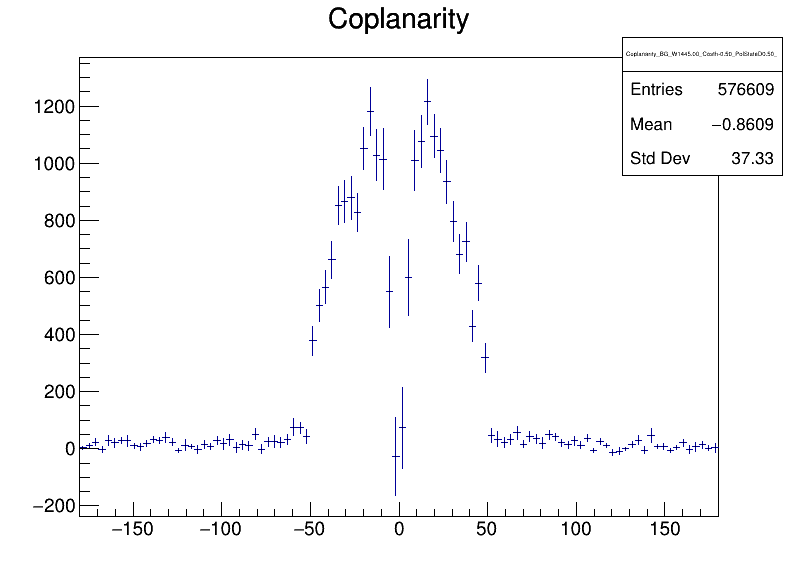 Coplanarity
Coplanarity_BG_W1445.00_Costh-0.50_PolStateD0.50_
Entries 576609
Mean −0.8609
Std Dev 37.33
1200
1000
800
600
400
200
0
−200
−150 −100 −50 0 50 100 150